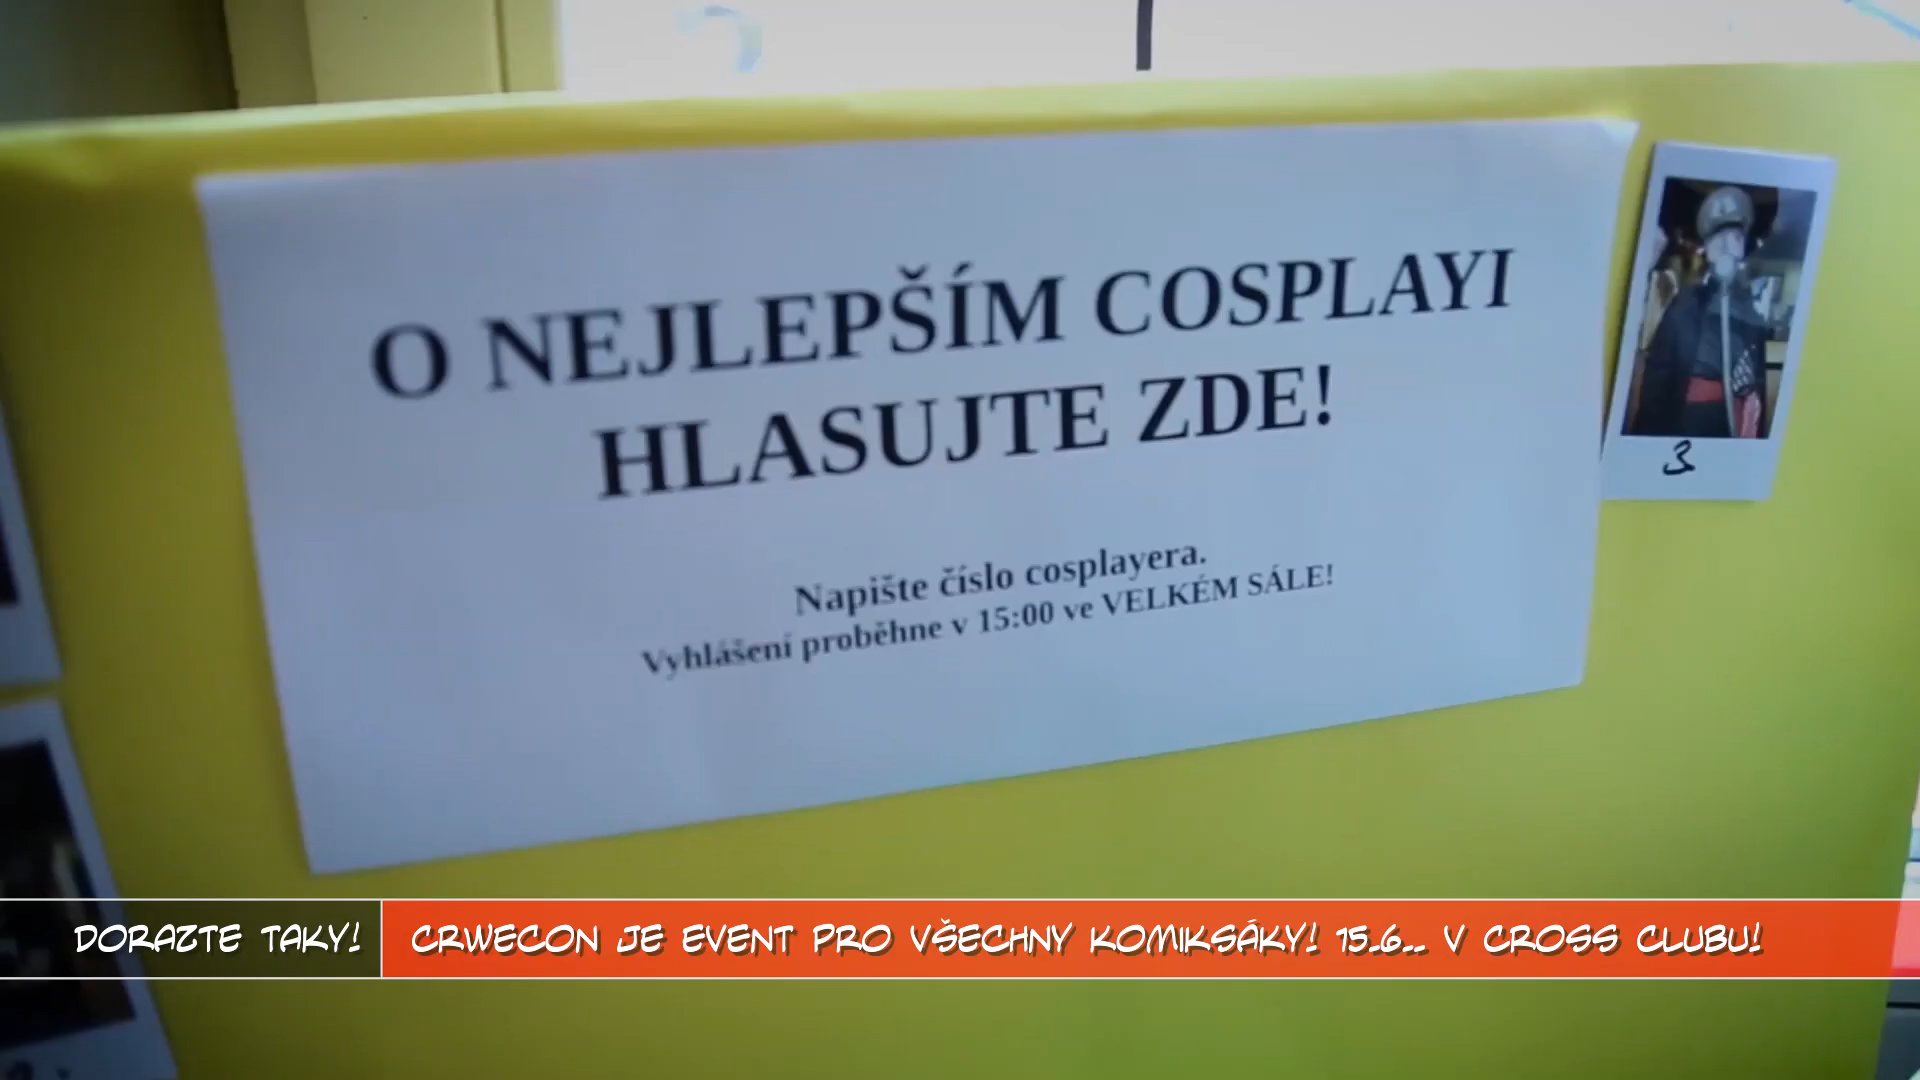 O NEJLEPŠÍM COSPLAYI
HLASUJTE ZDE!
Napište číslo cosplayera.
Vyhlášení proběhne v 15:00 ve VELKÉM SÁLE!
3
DORAZTE TAKY!
CRWECON JE EVENT PRO VŠECHNY KOMIKSÁKY! 15.6.. V CROSS CLUBU!